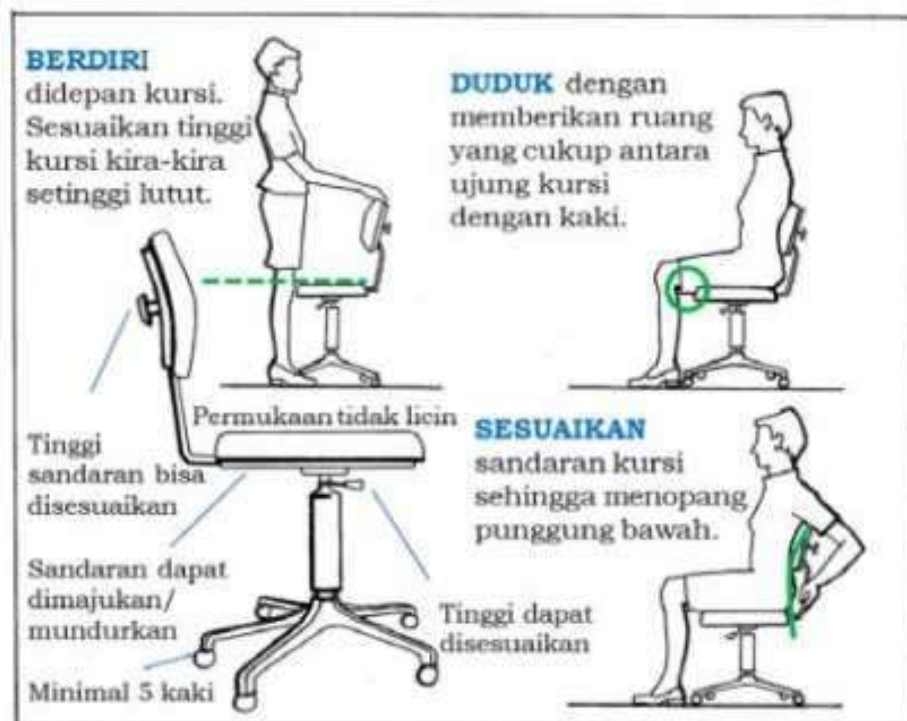 BERDIRI
didepan kursi.
Sesuaikan tinggi
kursi kira-kira
setinggi lutut.
DUDUK dengan
memberikan ruang
yang cukup antara
ujung kursi
dengan kaki.
Permukaan tidak licin
Tinggi
sandaran bisa
disesuaikan
Sandaran dapat
dimajukan/
mundurkan
Minimal 5 kaki
Tinggi dapat
disesuaikan
SESUAIKAN
sandaran kursi
sehingga menopang
punggung bawah.